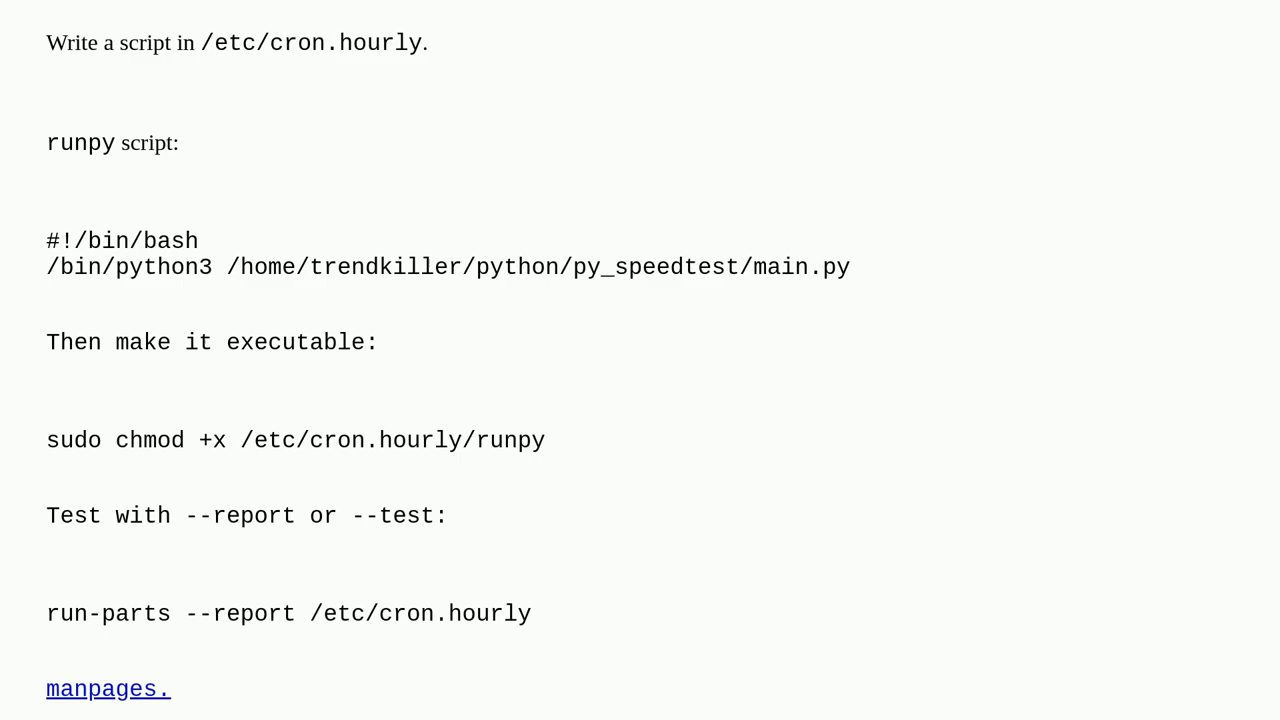 Write a script in /etc/cron.hourly.
runpy script:
#!/bin/bash
/bin/python3 /home/trendkiller/python/py_speedtest/main.py
Then make it executable:
sudo chmod +x /etc/cron.hourly/runpy
Test with --report or --test:
run-parts --report /etc/cron.hourly
manpages.